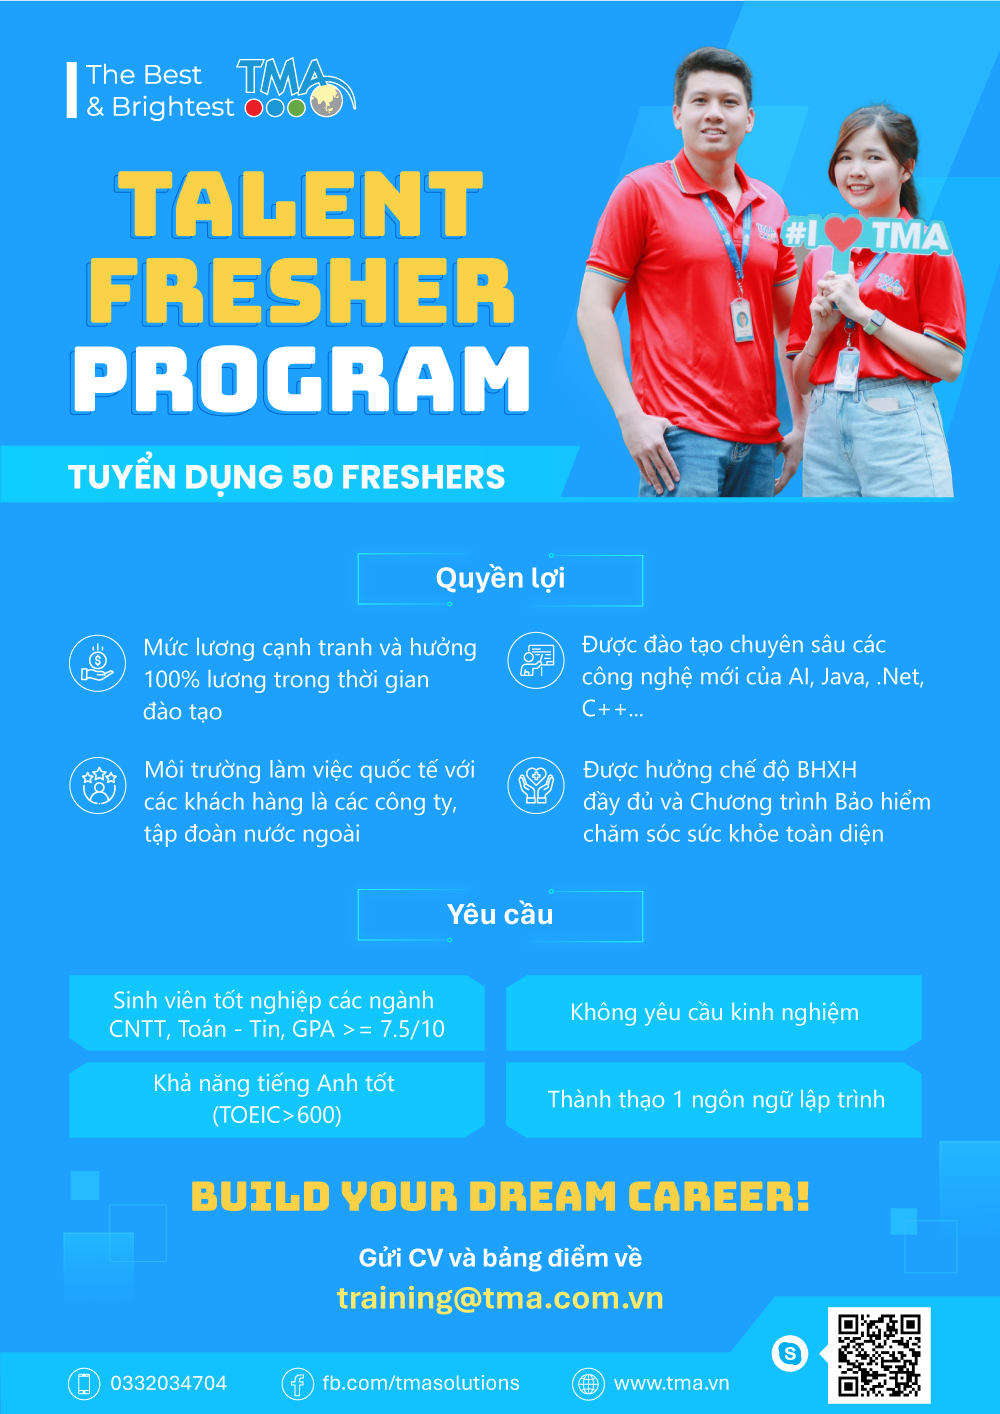 The Best
& Brightest
TMA
TALENT
FRESHER
PROGRAM
#I TMA
TUYỂN DỤNG 50 FRESHERS
Quyền lợi
Mức lương cạnh tranh và hưởng
100% lương trong thời gian
đào tạo
Được đào tạo chuyên sâu các
công nghệ mới của AI, Java, .Net,
C++...
Môi trường làm việc quốc tế với
các khách hàng là các công ty,
tập đoàn nước ngoài
Được hưởng chế độ BHXH
đầy đủ và Chương trình Bảo hiểm
chăm sóc sức khỏe toàn diện
Yêu cầu
Sinh viên tốt nghiệp các ngành
CNTT, Toán - Tin, GPA >= 7.5/10
Không yêu cầu kinh nghiệm
Khả năng tiếng Anh tốt
(TOEIC>600)
Thành thạo 1 ngôn ngữ lập trình
BUILD YOUR DREAM CAREER!
Gửi CV và bảng điểm về
training@tma.com.vn
0332034704
fb.com/tmasolutions
www.tma.vn